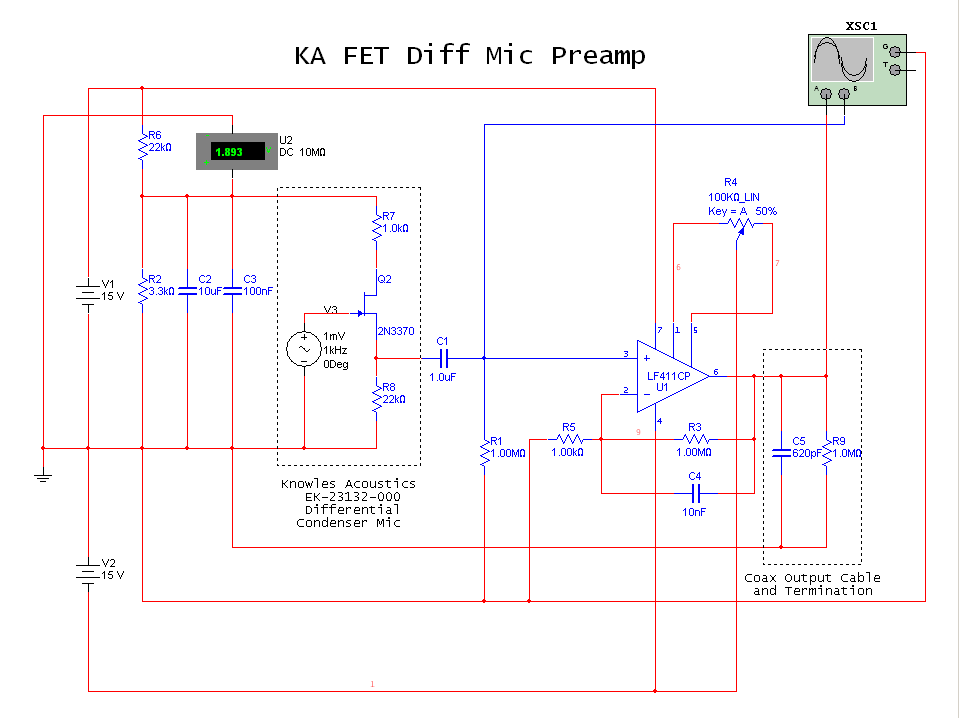 XSC1
KA FET Diff Mic Preamp
G
T
A
B
R6
22kΩ
U2
1.893
V
+
DC 10MΩ
R4
100KΩ_LIN
Key = A 50%
R7
1.0kΩ
6
7
V1
15 V
R2
3.3kΩ
C2
10uF
C3
100nF
Q2
V3
2N3370
1mV
1kHz
0Deg
7
1
5
C1
1.0uF
3
LF411CP
U1
6
2
R8
22kΩ
4
9
R1
1.00MΩ
R5
1.00kΩ
R3
1.00MΩ
C5
620pF
R9
1.0MΩ
C4
10nF
Knowles Acoustics
EK-23132-000
Differential
Condenser Mic
V2
15 V
Coax Output Cable
and Termination
1